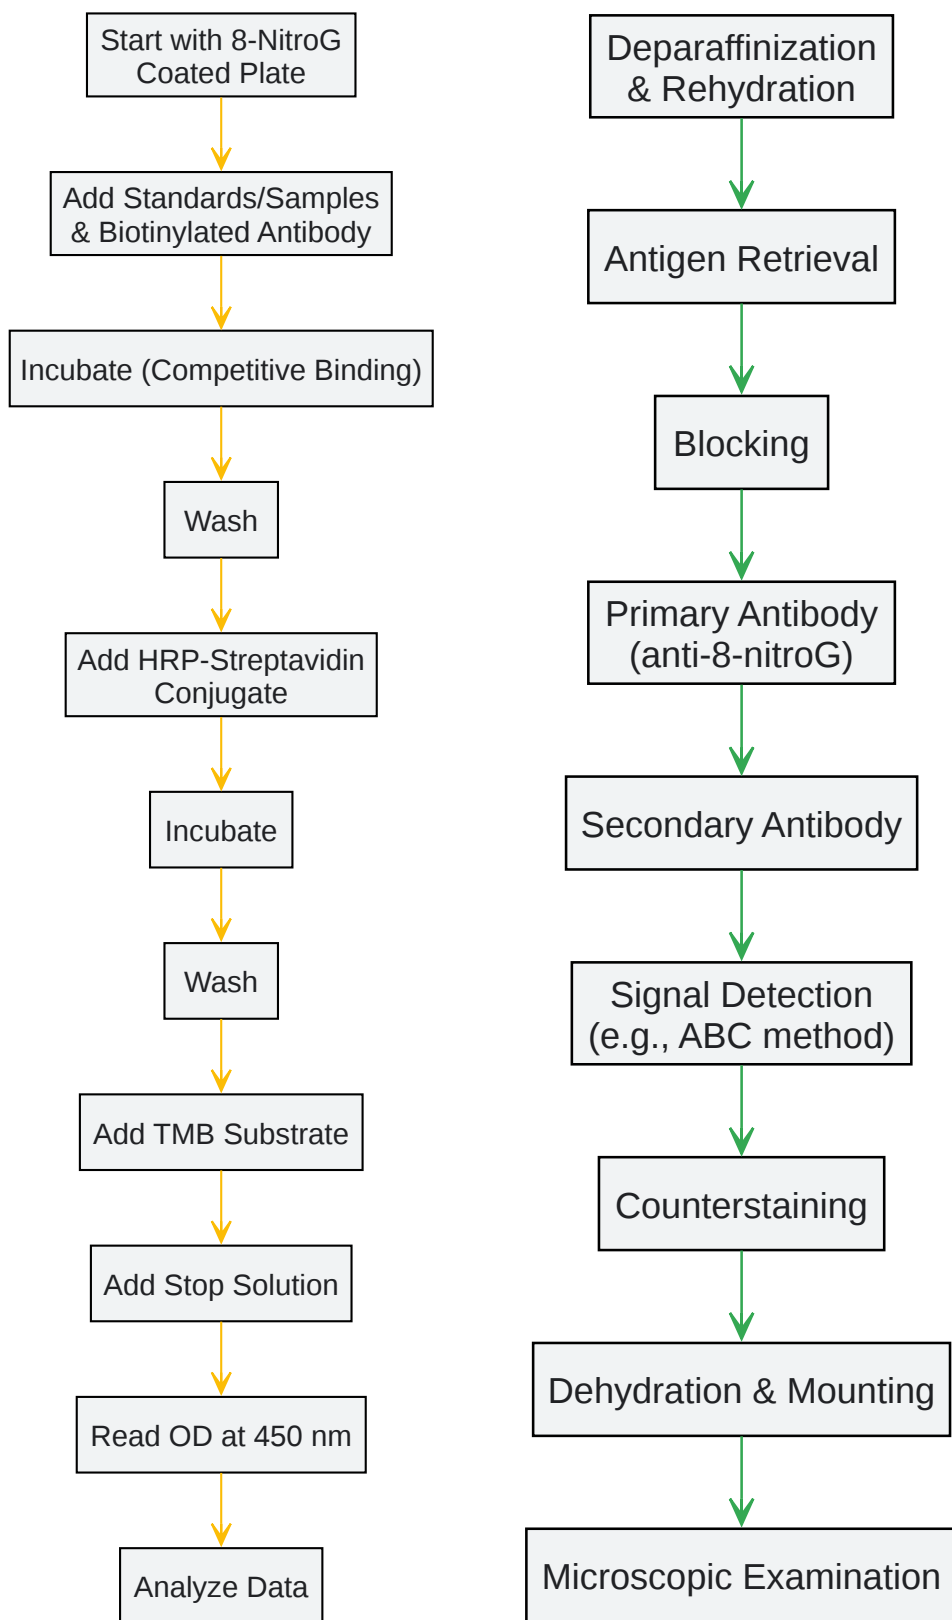 Start with 8-NitroG
Coated Plate
Add Standards/Samples
& Biotinylated Antibody
Incubate (Competitive Binding)
Wash
Add HRP-Streptavidin
Conjugate
Incubate
Wash
Add TMB Substrate
Add Stop Solution
Read OD at 450 nm
Analyze Data
Deparaffinization
& Rehydration
Antigen Retrieval
Blocking
Primary Antibody
(anti-8-nitroG)
Secondary Antibody
Signal Detection
(e.g., ABC method)
Counterstaining
Dehydration & Mounting
Microscopic Examination